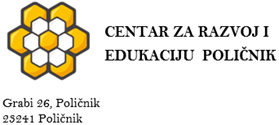 CENTAR ZA RAZVOJ I
EDUKACIJU POLIČNIK
Grabi 26, Poličnik
23241 Poličnik